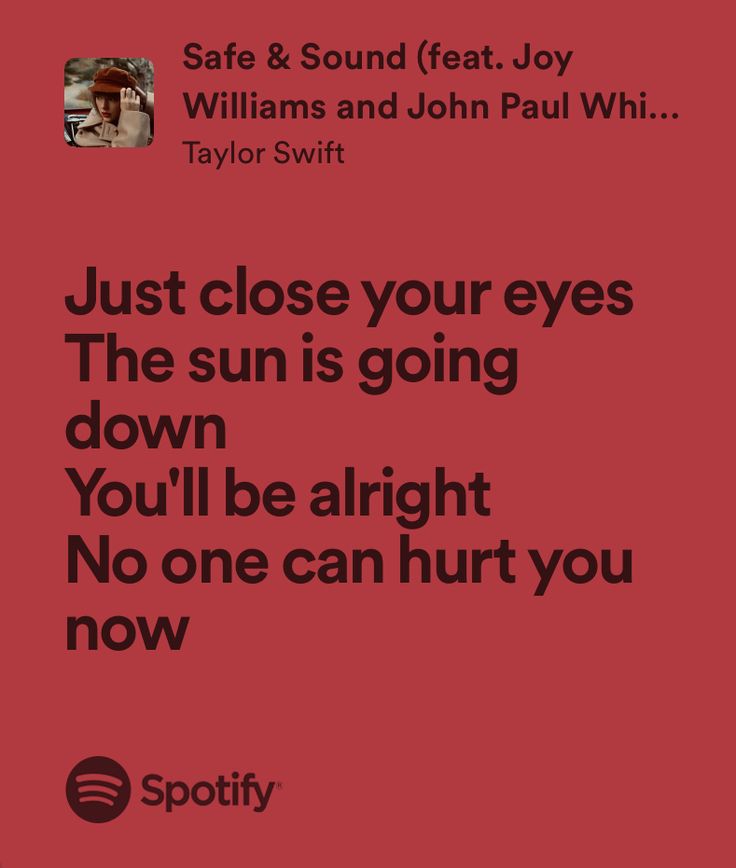 Safe & Sound (feat. Joy
Williams and John Paul Whi...
Taylor Swift
Just close your eyes
The sun is going
down
You'll be alright
No one can hurt you
now
Spotify®